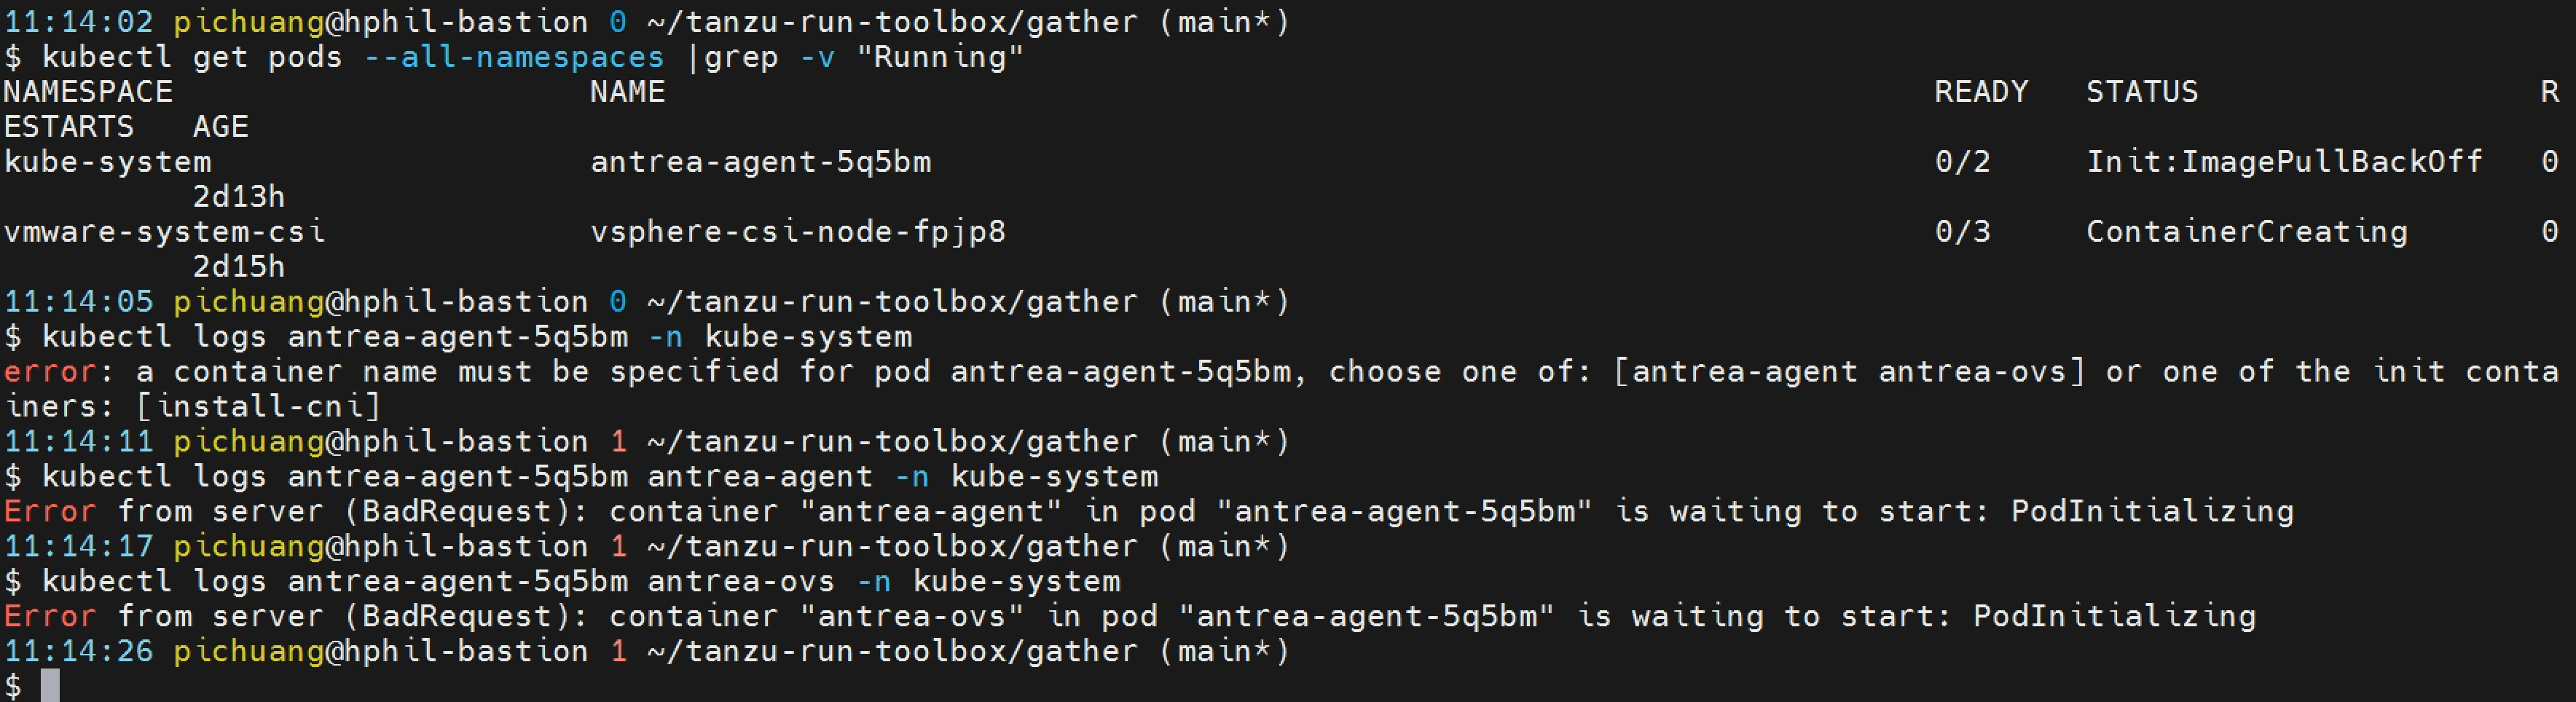 11:14:02 pichuang@hphil-bastion 0 ~/tanzu-run-toolbox/gather (main*)
$ kubectl get pods --all-namespaces |grep -v "Running"
NAMESPACE                      NAME                                                                   READY   STATUS                  R
ESTARTS   AGE
kube-system                    antrea-agent-5q5bm                                                     0/2     Init:ImagePullBackOff   0
          2d13h
vmware-system-csi              vsphere-csi-node-fpjp8                                                 0/3     ContainerCreating       0
          2d15h
11:14:05 pichuang@hphil-bastion 0 ~/tanzu-run-toolbox/gather (main*)
$ kubectl logs antrea-agent-5q5bm -n kube-system
error: a container name must be specified for pod antrea-agent-5q5bm, choose one of: [antrea-agent antrea-ovs] or one of the init conta
iners: [install-cni]
11:14:11 pichuang@hphil-bastion 1 ~/tanzu-run-toolbox/gather (main*)
$ kubectl logs antrea-agent-5q5bm antrea-agent -n kube-system
Error from server (BadRequest): container "antrea-agent" in pod "antrea-agent-5q5bm" is waiting to start: PodInitializing
11:14:17 pichuang@hphil-bastion 1 ~/tanzu-run-toolbox/gather (main*)
$ kubectl logs antrea-agent-5q5bm antrea-ovs -n kube-system
Error from server (BadRequest): container "antrea-ovs" in pod "antrea-agent-5q5bm" is waiting to start: PodInitializing
11:14:26 pichuang@hphil-bastion 1 ~/tanzu-run-toolbox/gather (main*)
$